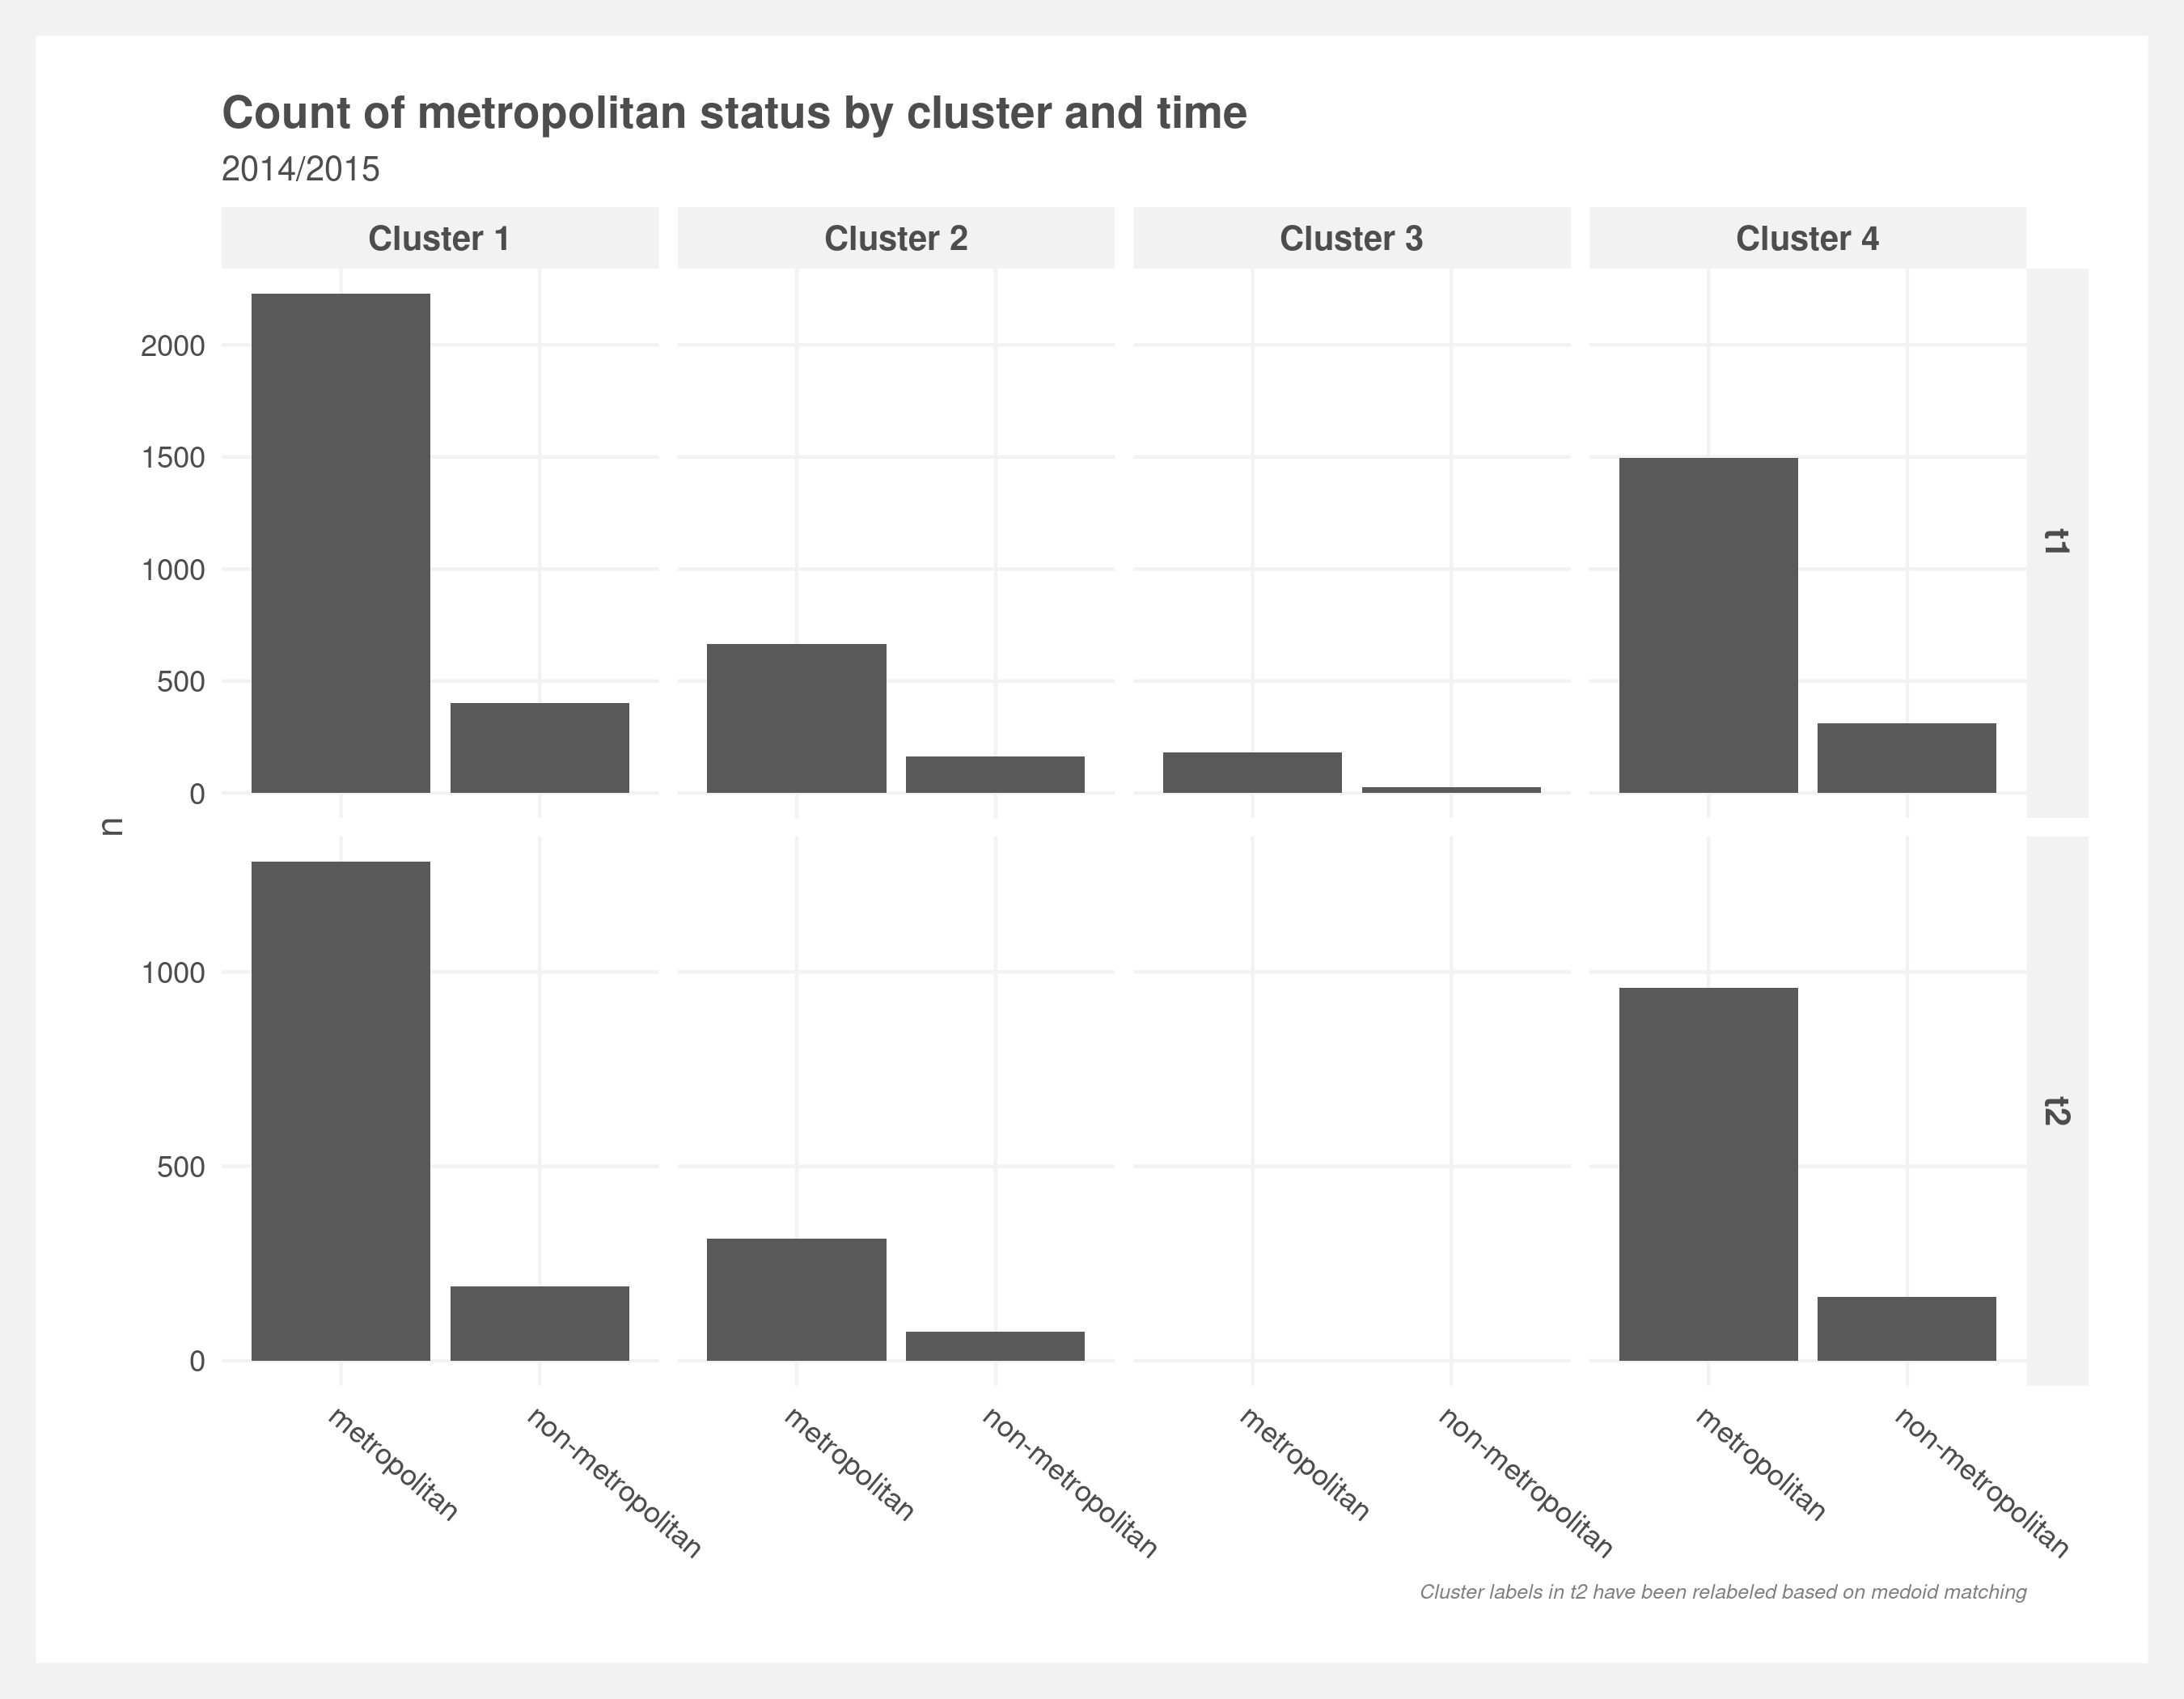 Count of metropolitan status by cluster and time
2014/2015
Cluster 1
Cluster 2
Cluster 3
Cluster 4
2000
1500
1000
500
0
t1
n
1000
500
0
t2
metropolitan
non-metropolitan
metropolitan
non-metropolitan
metropolitan
non-metropolitan
metropolitan
non-metropolitan
Cluster labels in t2 have been relabeled based on medoid matching